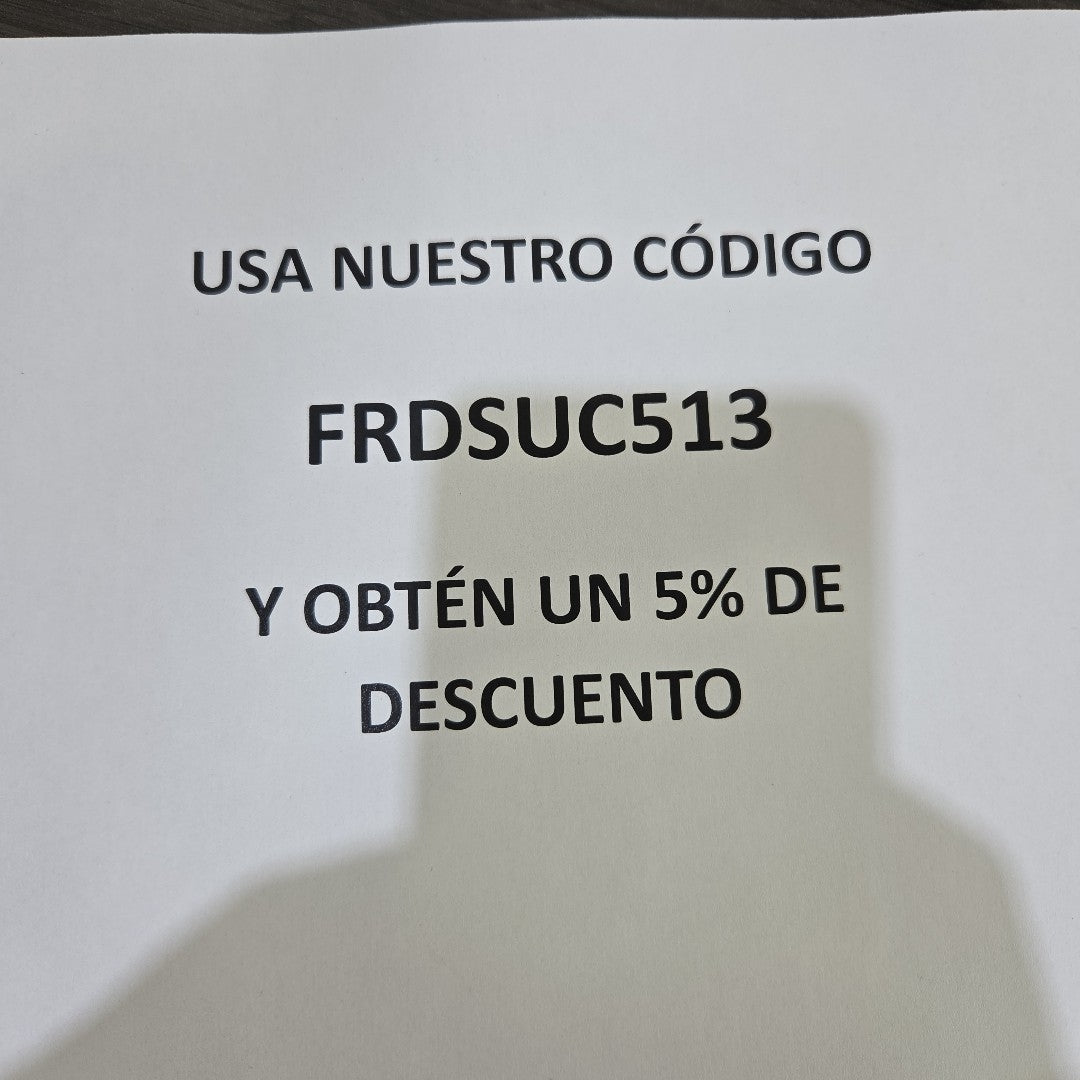 USA NUESTRO CÓDIGO
FRDSUC513
Y OBTÉN UN 5% DE
DESCUENTO